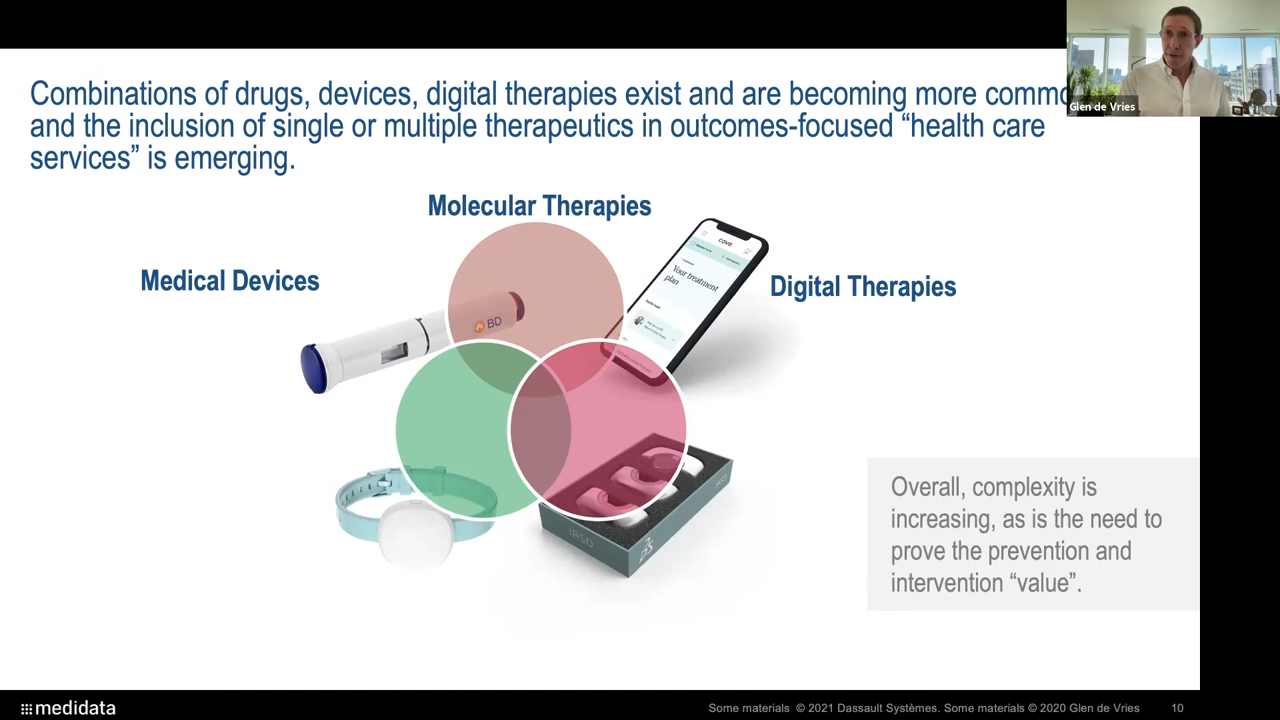 Combinations of drugs, devices, digital therapies exist and are becoming more commo
and the inclusion of single or multiple therapeutics in outcomes-focused “health care
services” is emerging.
Glen de Vries
Molecular Therapies
Medical Devices
Digital Therapies
cove
Your treatment
plan
BD
IASO
Overall, complexity is
increasing, as is the need to
prove the prevention and
intervention “value”.
medidata
Some materials © 2021 Dassault Systèmes. Some materials © 2020 Glen de Vries
10